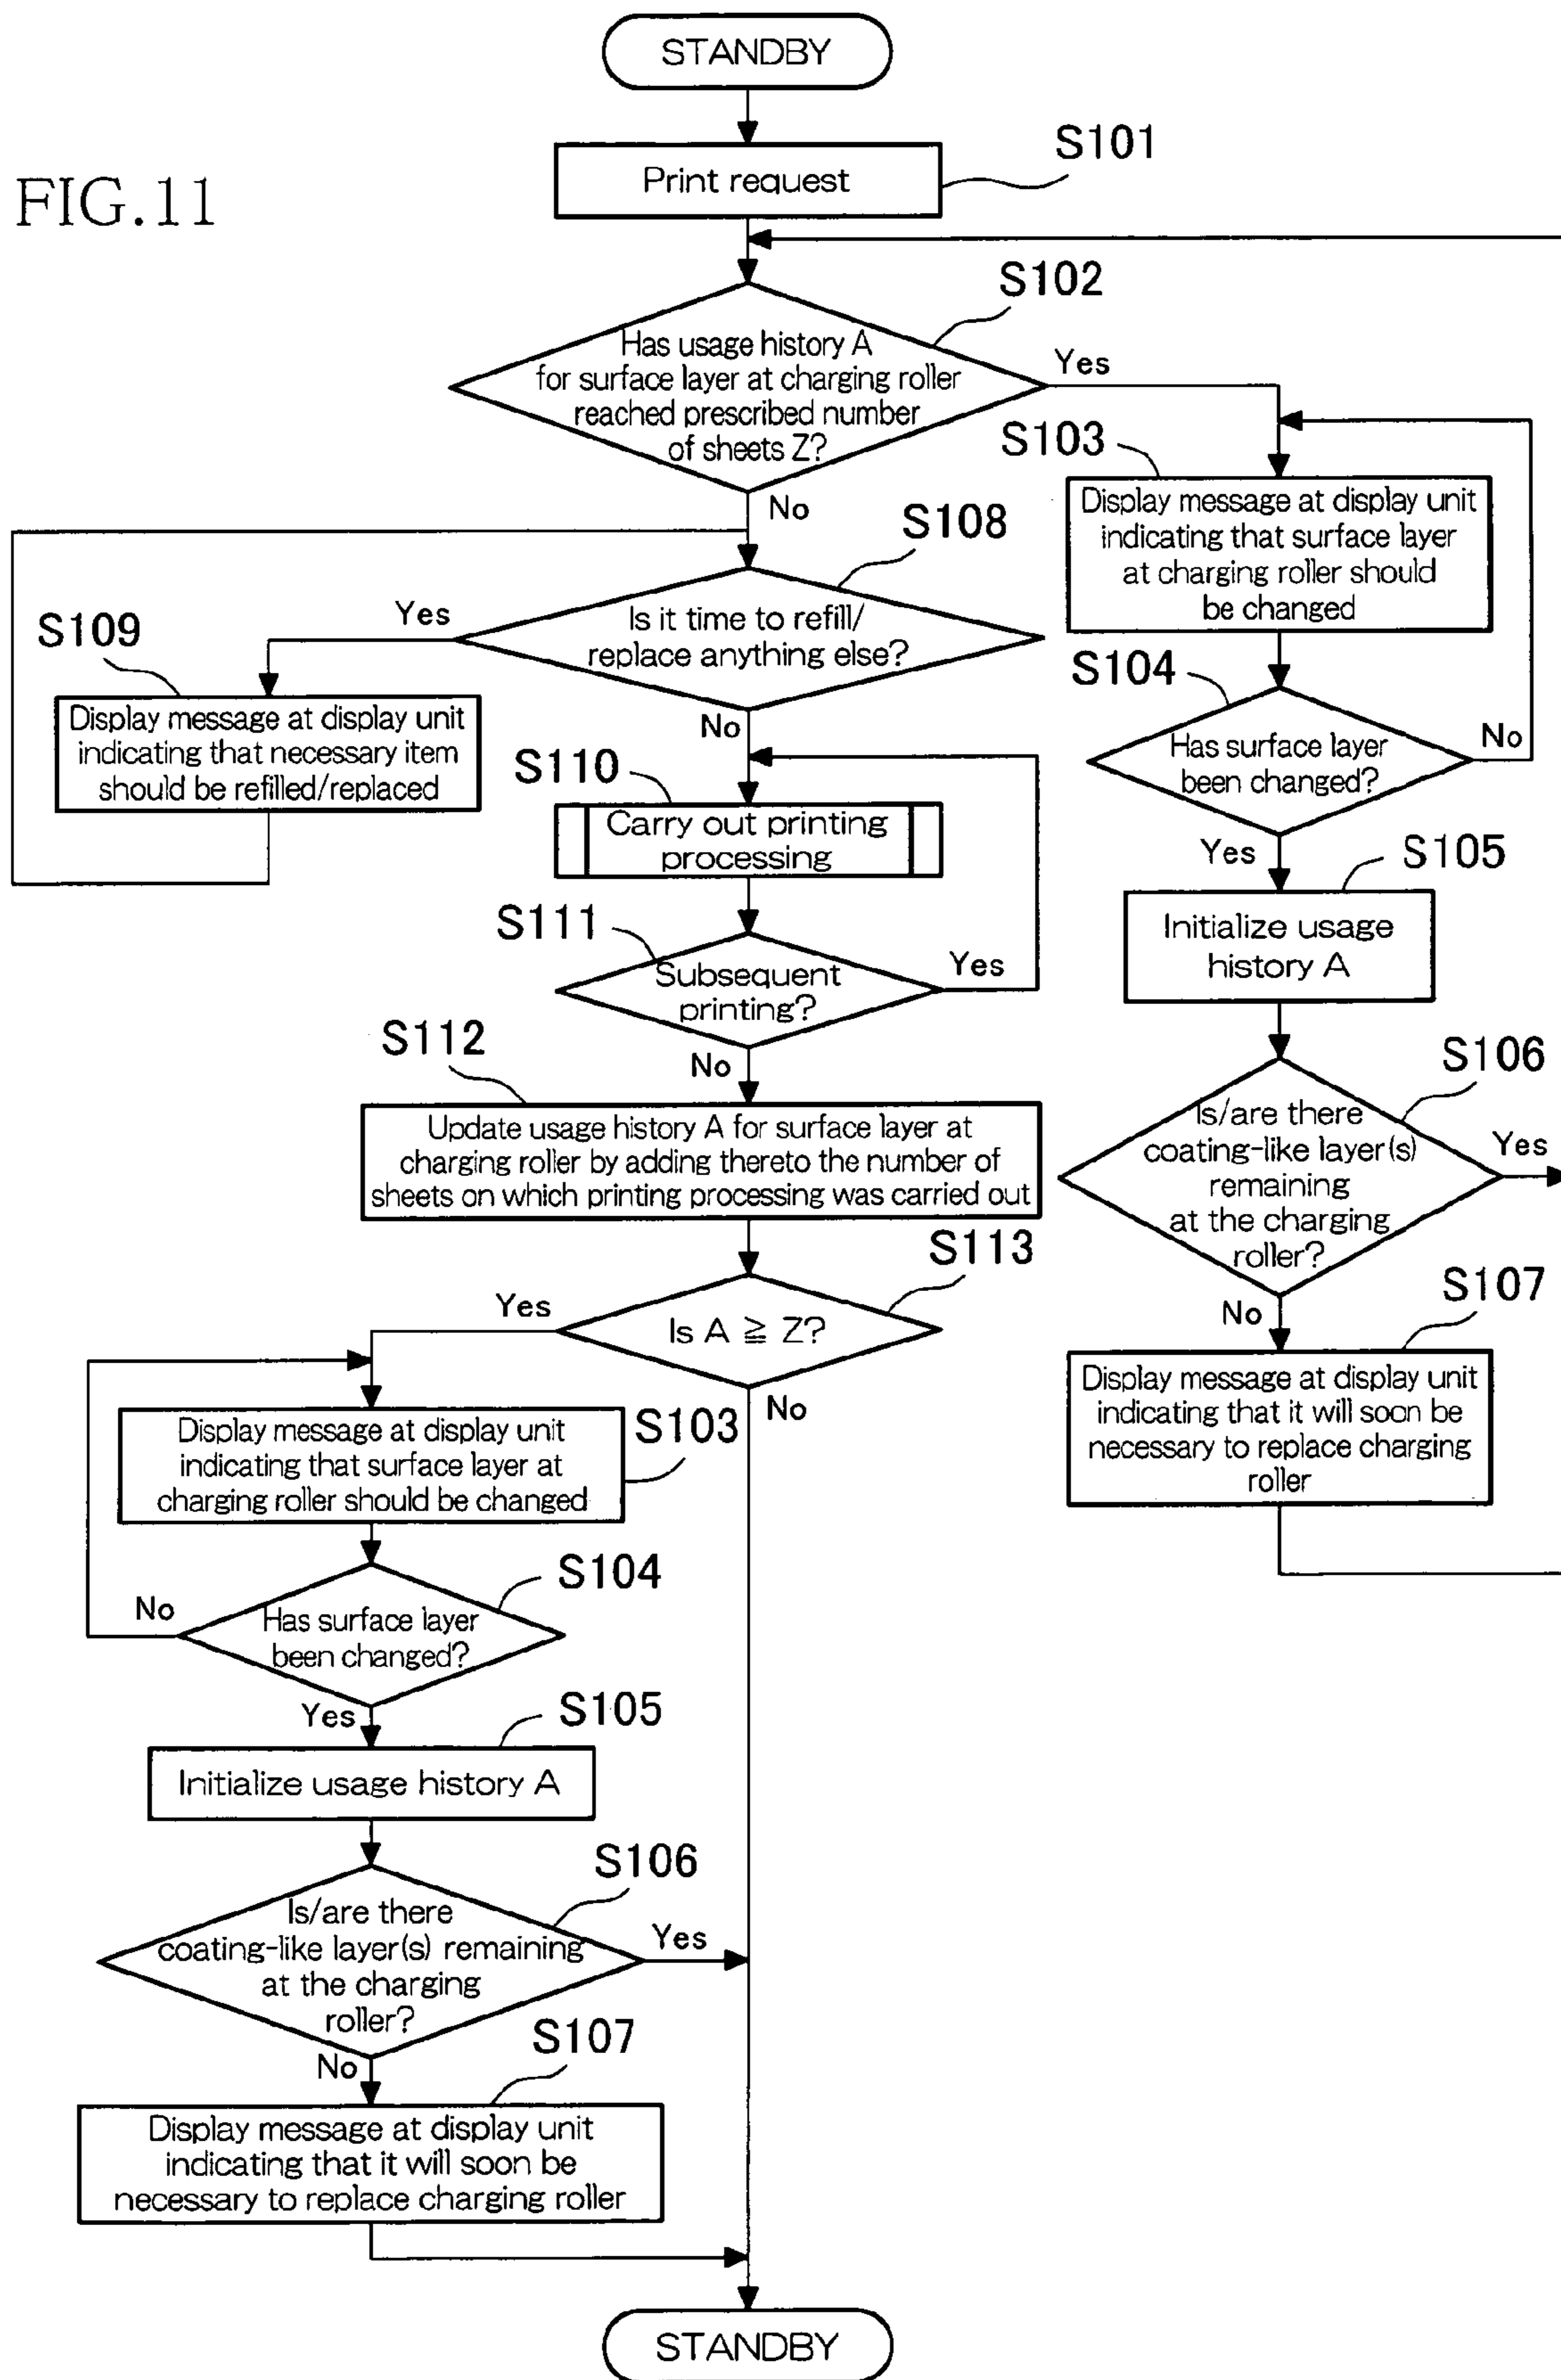 STANDBY
S101
Print request
FIG.11
S102
Has usage history A
for surface layer at charging roller
reached prescribed number
of sheets Z?
Yes
No
S103
Display message at display unit
indicating that surface layer
at charging roller should
be changed
S104
Has surface layer
been changed?
No
Yes
S105
Initialize usage
history A
S106
Is/are there
coating-like layer(s)
remaining
at the charging
roller?
Yes
No
S107
Display message at display unit
indicating that it will soon be
necessary to replace charging
roller
S108
Is it time to refill/
replace anything else?
Yes
No
S109
Display message at display unit
indicating that necessary item
should be refilled/replaced
S110
Carry out printing
processing
S111
Subsequent
printing?
Yes
No
S112
Update usage history A for surface layer at
charging roller by adding thereto the number of
sheets on which printing processing was carried out
S113
Is A ≧ Z?
Yes
No
S103
Display message at display unit
indicating that surface layer at
charging roller should be changed
S104
Has surface layer
been changed?
No
Yes
S105
Initialize usage history A
S106
Is/are there
coating-like layer(s) remaining
at the charging
roller?
Yes
No
S107
Display message at display unit
indicating that it will soon be
necessary to replace charging roller
STANDBY